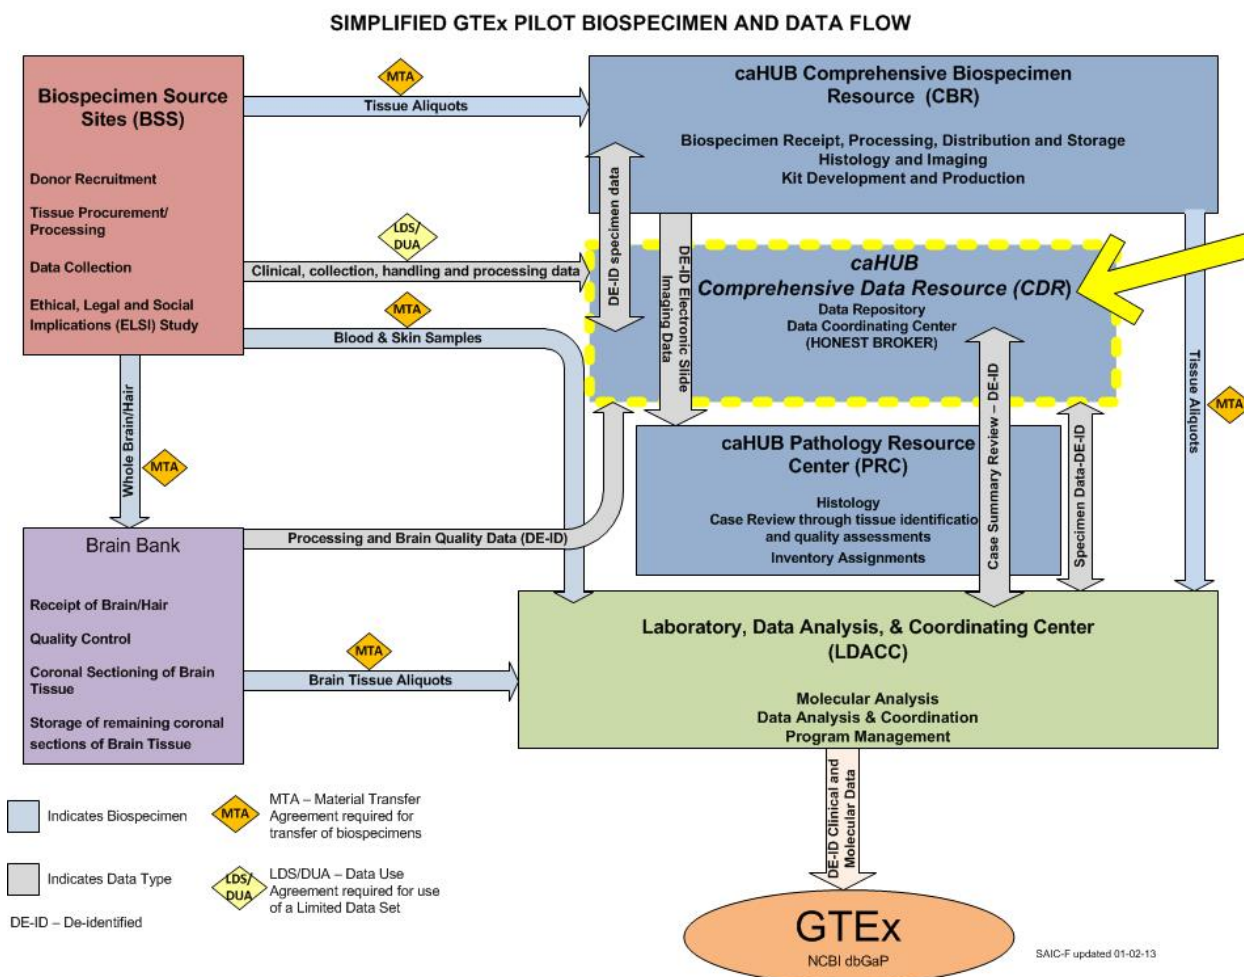 SIMPLIFIED GTEx PILOT BIOSPECIMEN AND DATA FLOW
Biospecimen Source
Sites (BSS)
Donor Recruitment
Tissue Procurement/
Processing
Data Collection
Ethical, Legal and Social
Implications (ELSI) Study
MTA
Tissue Aliquots
LDS/
DUA
Clinical, collection, handling and processing data
MTA
Blood & Skin Samples
caHUB Comprehensive Biospecimen
Resource (CBR)
Biospecimen Receipt, Processing, Distribution and Storage
Histology and Imaging
Kit Development and Production
DE-ID specimen data
DE-ID Electronic Slide
Imaging Data
caHUB
Comprehensive Data Resource (CDR)
Data Repository
Data Coordinating Center
(HONEST BROKER)
Tissue Aliquots
MTA
Whole Brain/Hair
MTA
caHUB Pathology Resource
Center (PRC)
Histology
Case Review through tissue identificatio
and quality assessments
Inventory Assignments
Case Summary Review – DE-ID
Specimen Data-DE-ID
Brain Bank
Receipt of Brain/Hair
Quality Control
Coronal Sectioning of Brain
Tissue
Storage of remaining coronal
sections of Brain Tissue
Processing and Brain Quality Data (DE-ID)
MTA
Brain Tissue Aliquots
Laboratory, Data Analysis, & Coordinating Center
(LDACC)
Molecular Analysis
Data Analysis & Coordination
Program Management
DE-ID Clinical and
Molecular Data
Indicates Biospecimen
MTA
MTA – Material Transfer
Agreement required for
transfer of biospecimens
Indicates Data Type
LDS/
DUA
LDS/DUA – Data Use
Agreement required for use
of a Limited Data Set
DE-ID – De-identified
GTEx
NCBI dbGaP
SAIC-F updated 01-02-13